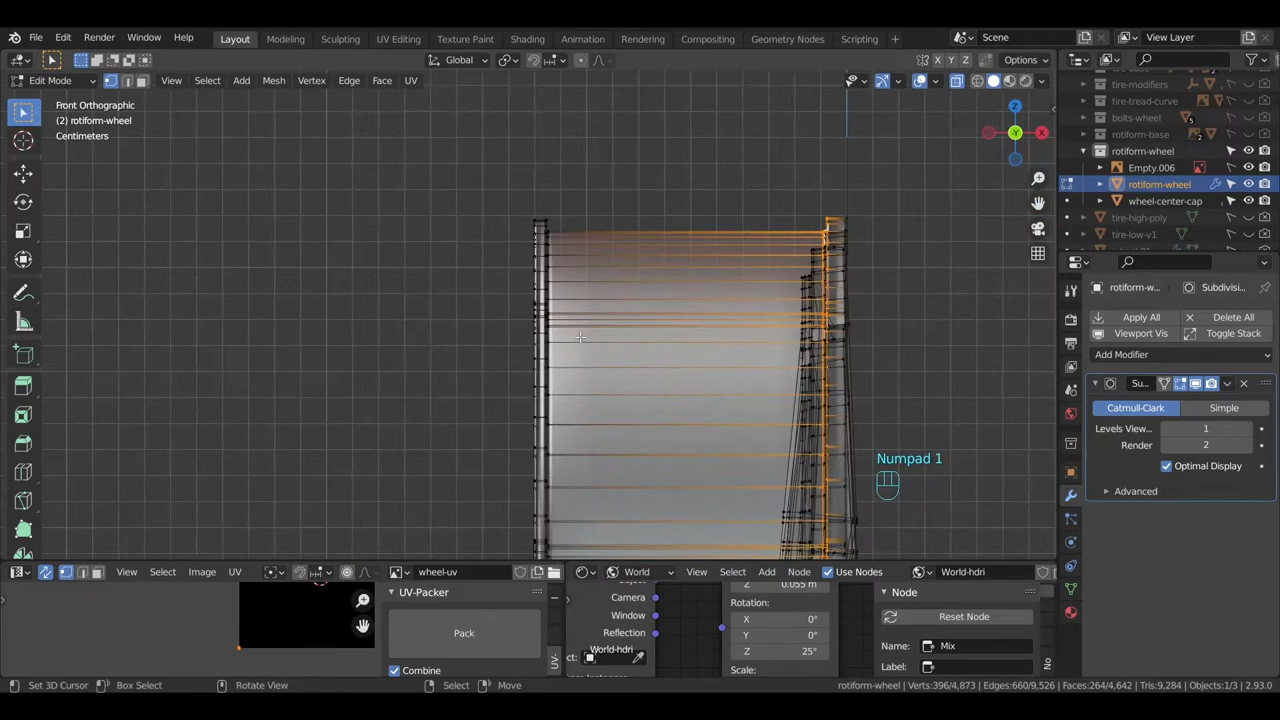 File Edit Render Window Help Layout Modeling Sculpting UV Editing Texture Paint Shading Animation Rendering Compositing Geometry Nodes Scripting + Scene View Layer
Global X Y Z Options
Edit Mode View Select Add Mesh Vertex Edge Face UV
Front Orthographic
(2) rotiform-wheel
Centimeters
Z
-Y X
tire-modifiers
tire-tread-curve
bolts-wheel 5
rotiform-base 2
rotiform-wheel
Empty.006
rotiform-wheel
wheel-center-cap
tire-high-poly
tire-low-v1
rotiform-w... Subdivisi...
Apply All Delete All
Viewport Vis Toggle Stack
Add Modifier
Su...
Catmull-Clark Simple
Levels View... 1
Render 2
Optimal Display
Advanced
Numpad 1
View Select Image UV wheel-uv World View Select Add Node Use Nodes World-hdri
UV-Packer
Pack
Combine
UV-
Camera
Window
Reflection
World-hdri
Z 0.055 m
Rotation:
X 0°
Y 0°
Z 25°
Scale:
Node
Reset Node
Name: Mix
Label:
No
Set 3D Cursor Box Select Rotate View Select Move rotiform-wheel | Verts:396/4,873 | Edges:660/9,526 | Faces:264/4,642 | Tris:9,284 | Objects:1/3 | 2.93.0